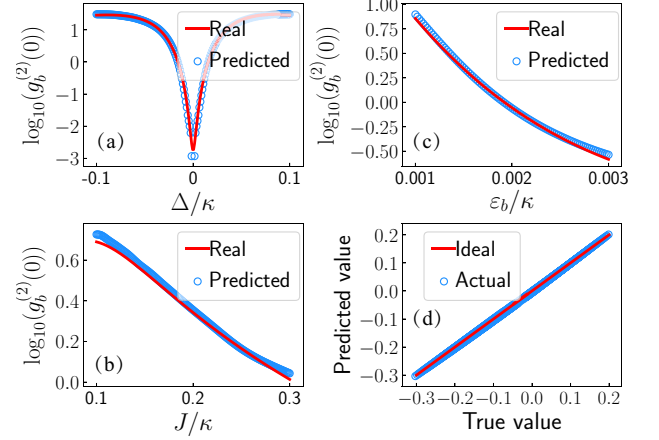 log₁₀(g_b^(2)(0))
1
0
−1
−2
−3
Real
Predicted
(a)
-0.1
0
0.1
Δ/κ
log₁₀(g_b^(2)(0))
1.00
0.75
0.50
0.25
0.00
−0.25
−0.50
Real
Predicted
(c)
0.001
0.002
0.003
ε_b/κ
log₁₀(g_b^(2)(0))
0.6
0.4
0.2
0.0
Real
Predicted
(b)
0.1
0.2
0.3
J/κ
Predicted value
0.2
0.1
0.0
−0.1
−0.2
−0.3
Ideal
Actual
(d)
−0.3
−0.2
−0.1
0.0
0.1
0.2
True value